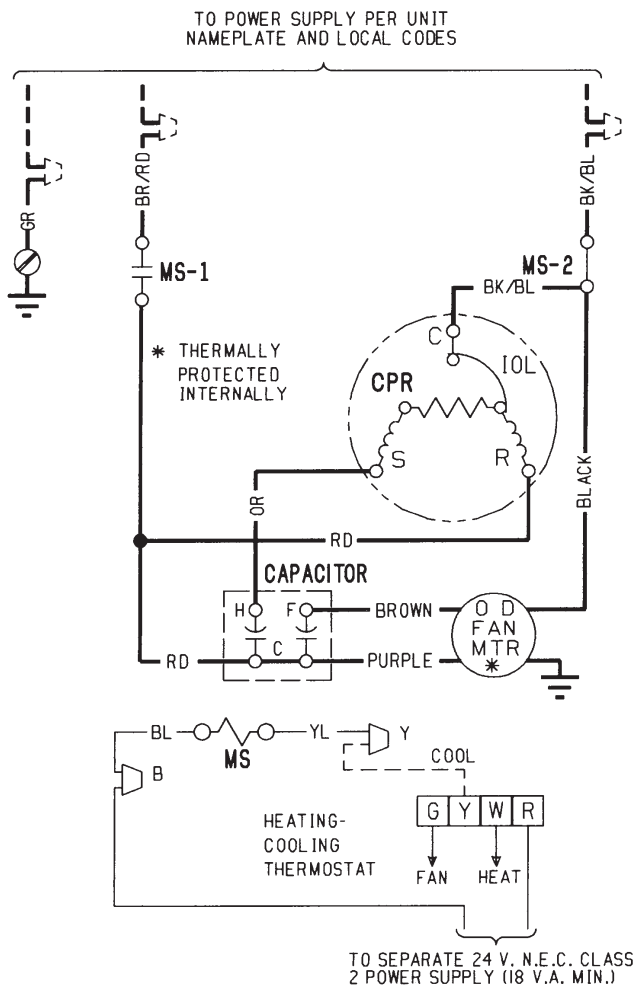 TO POWER SUPPLY PER UNIT
NAMEPLATE AND LOCAL CODES
GR
BR/RD
BK/BL
MS-1
MS-2
BK/BL
* THERMALLY
PROTECTED
INTERNALLY
C
IOL
CPR
S
R
OR
BLACK
RD
CAPACITOR
H
F
BROWN
O D
FAN
MTR
*
C
RD
PURPLE
BL
MS
YL
Y
B
COOL
G Y W R
HEATING-
COOLING
THERMOSTAT
FAN
HEAT
TO SEPARATE 24 V. N.E.C. CLASS
2 POWER SUPPLY (18 V.A. MIN.)